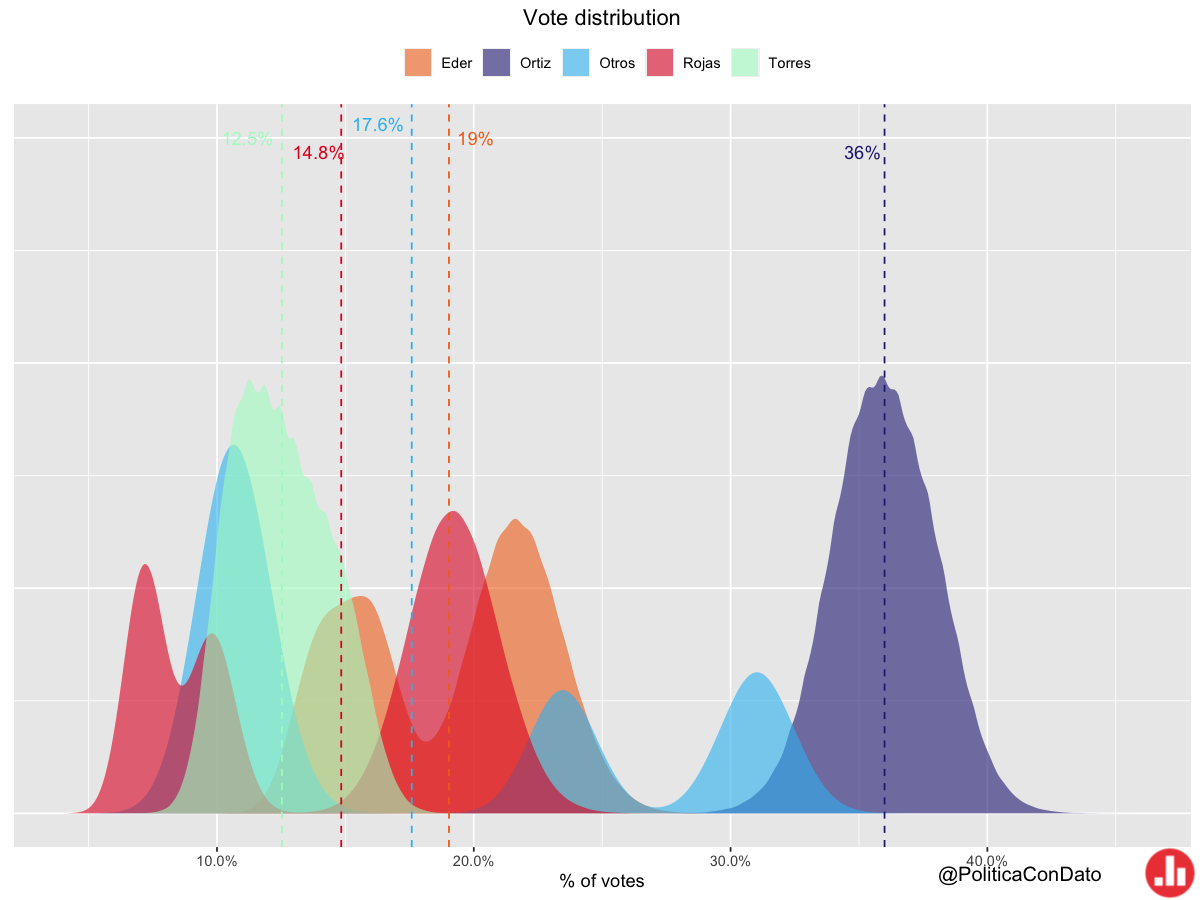 Vote distribution
Eder Ortiz Otros Rojas Torres
17.6%
12.5% 19%
14.8% 36%
10.0% 20.0% 30.0% 40.0%
% of votes
@PoliticaConDato